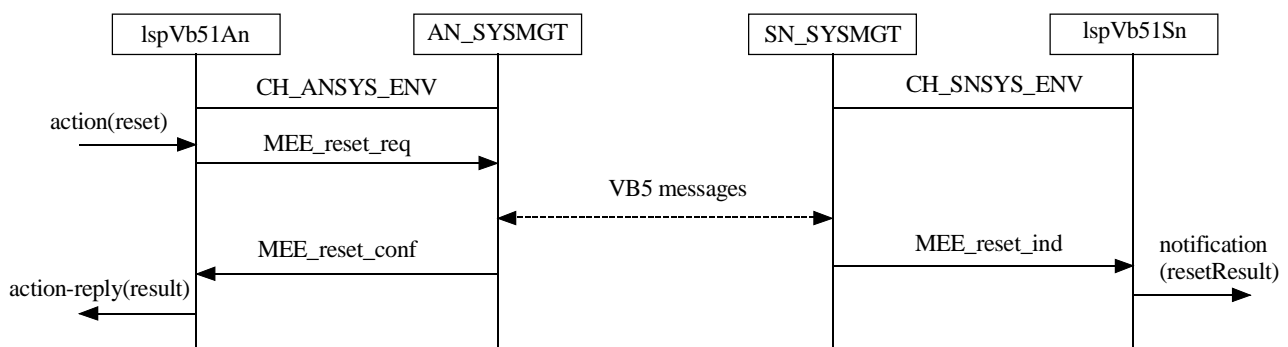 lspVb51An
AN_SYSMGT
SN_SYSMGT
lspVb51Sn
CH_ANSYS_ENV
CH_SNSYS_ENV
action(reset)
MEE_reset_req
VB5 messages
MEE_reset_conf
MEE_reset_ind
notification
(resetResult)
action-reply(result)